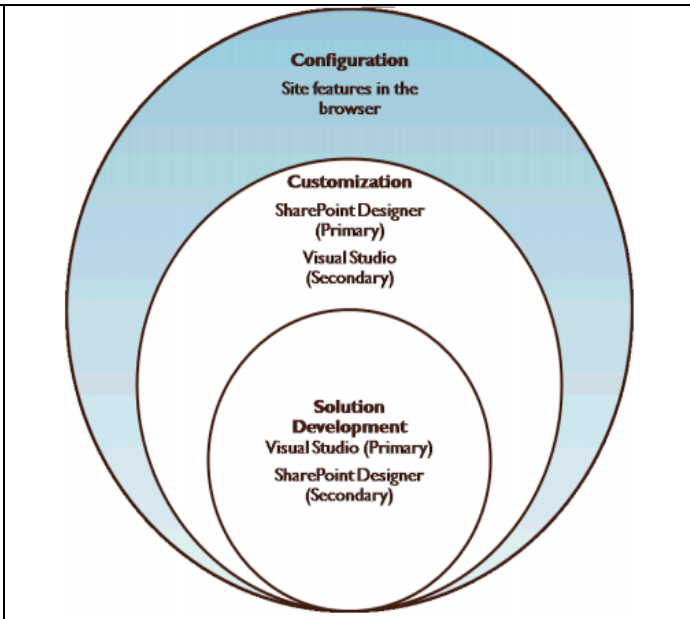 Configuration
Site features in the
browser
Customization
SharePoint Designer
(Primary)
Visual Studio
(Secondary)
Solution
Development
Visual Studio (Primary)
SharePoint Designer
(Secondary)